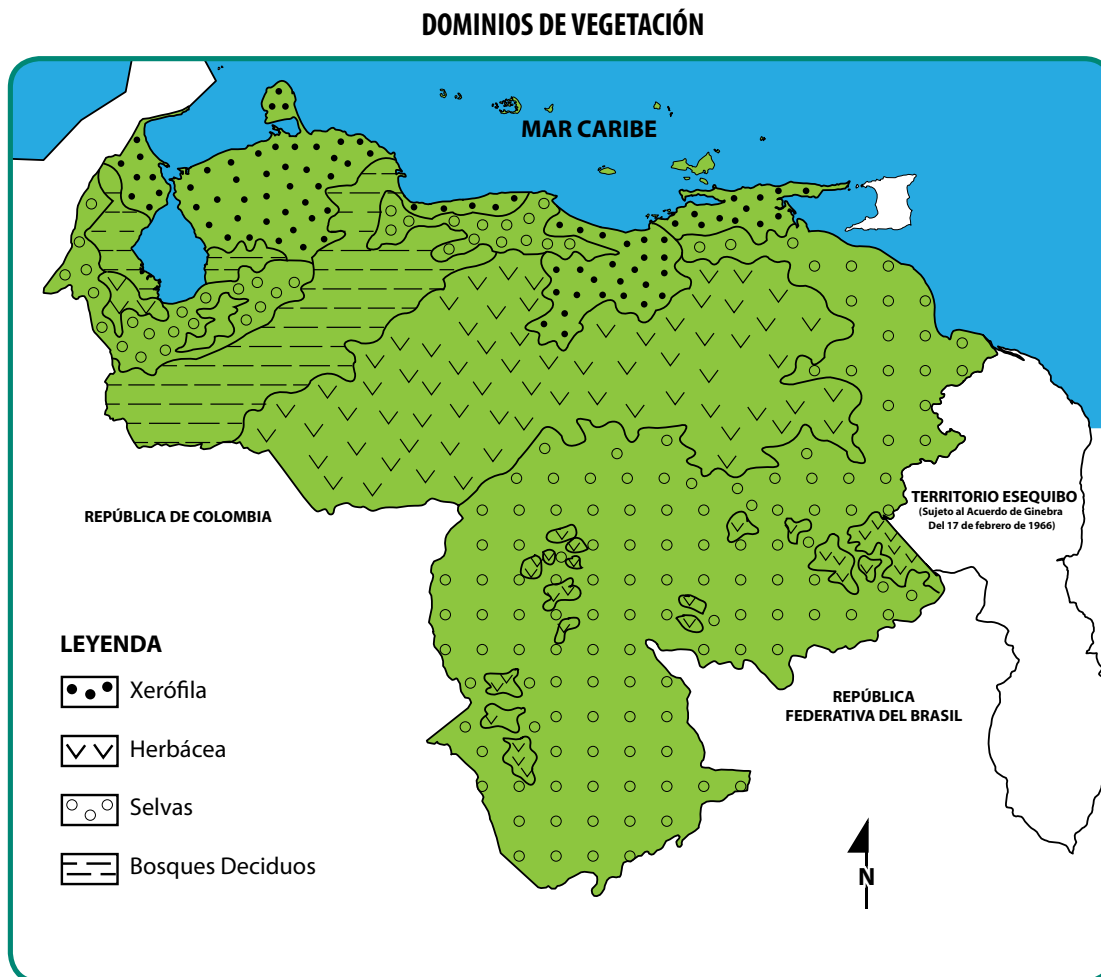 DOMINIOS DE VEGETACIÓN
MAR CARIBE
TERRITORIO ESEQUIBO
(Sujeto al Acuerdo de Ginebra
Del 17 de febrero de 1966)
REPÚBLICA DE COLOMBIA
LEYENDA
Xerófila
Herbácea
Selvas
Bosques Deciduos
REPÚBLICA
FEDERATIVA DEL BRASIL
N